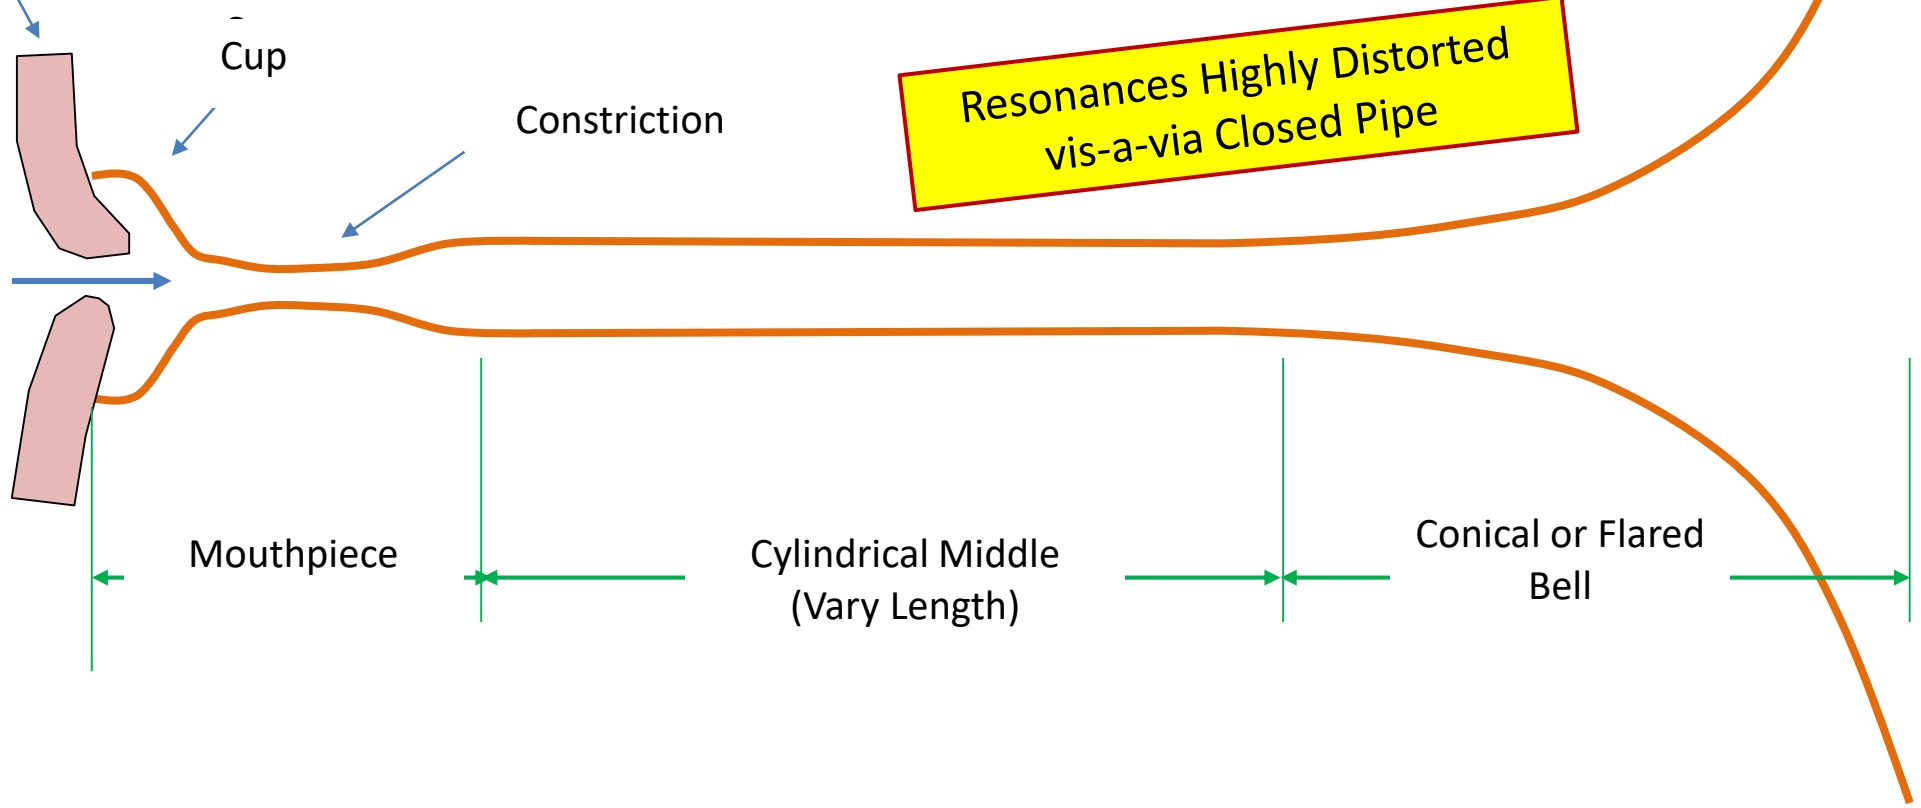 Cup
Constriction
Resonances Highly Distorted
vis-a-via Closed Pipe
Mouthpiece
Cylindrical Middle
(Vary Length)
Conical or Flared
Bell